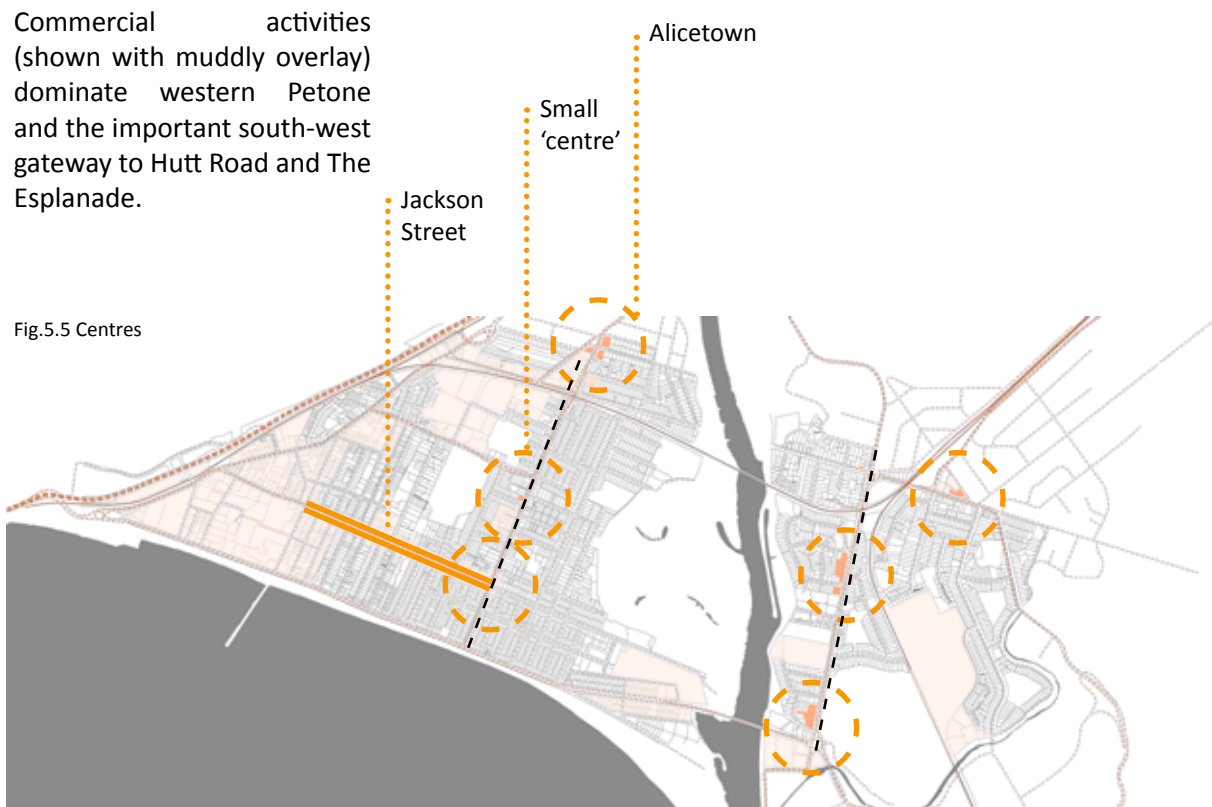 Commercial activities
(shown with muddly overlay)
dominate western Petone
and the important south-west
gateway to Hutt Road and The
Esplanade.
Alicetown
Small
‘centre’
Jackson
Street
Fig.5.5 Centres